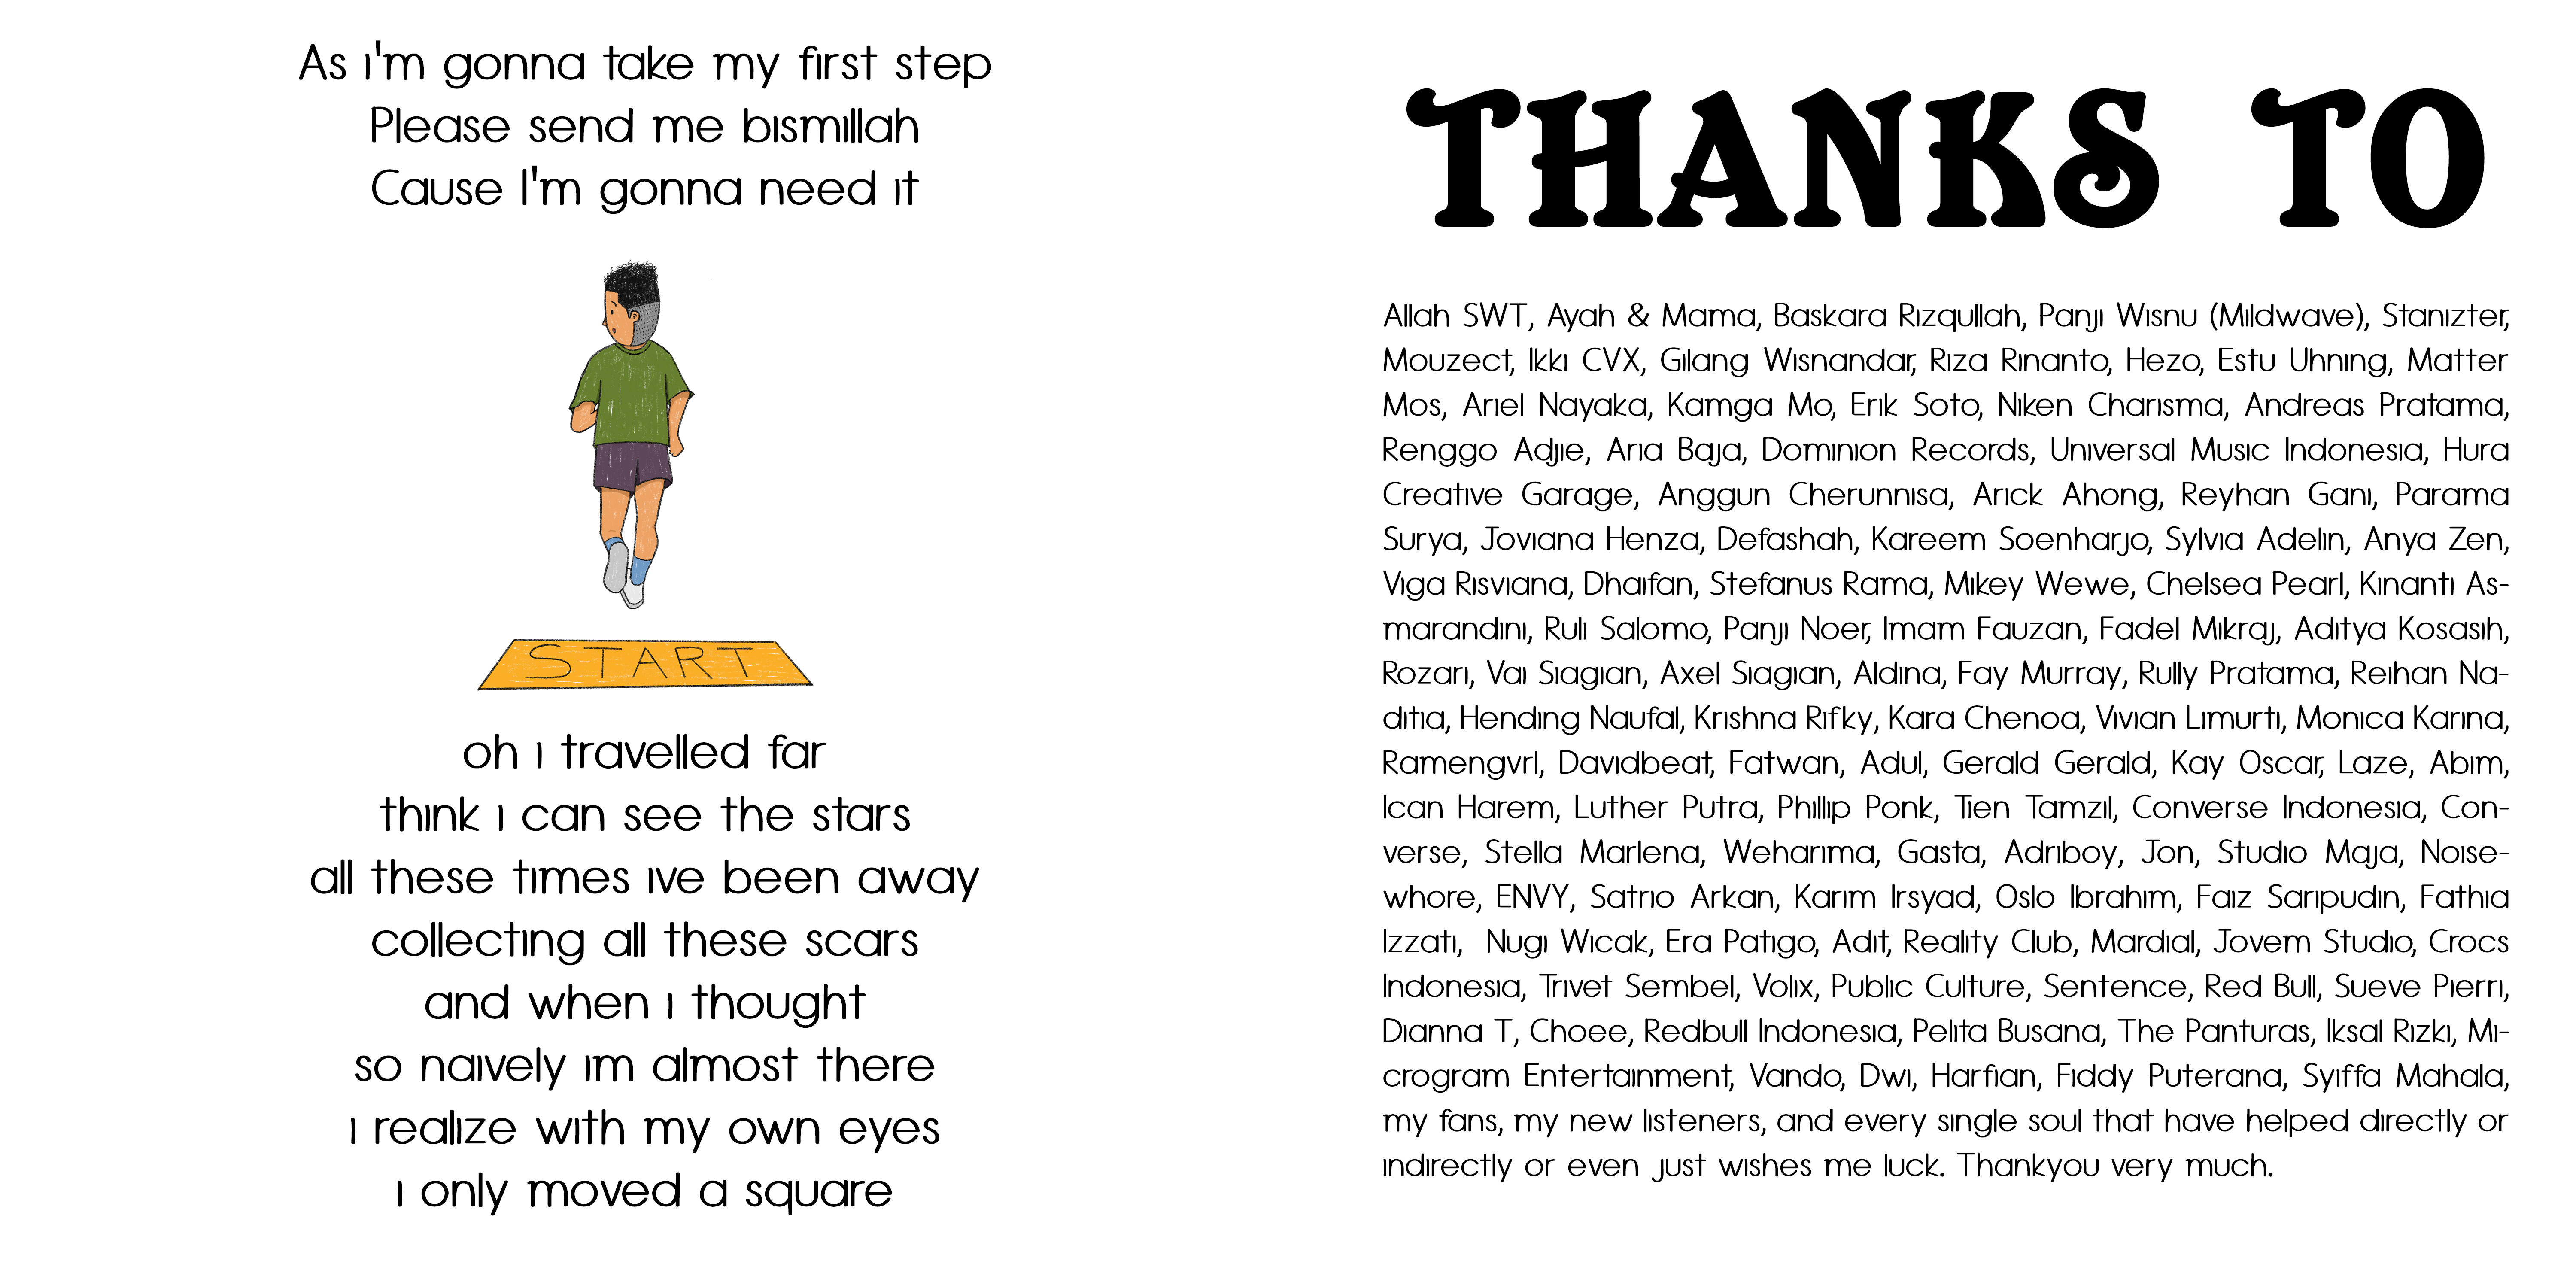 As i'm gonna take my first step
Please send me bismillah
Cause I'm gonna need it
START
oh i travelled far
think i can see the stars
all these times ive been away
collecting all these scars
and when i thought
so naively im almost there
i realize with my own eyes
i only moved a square
THANKS TO
Allah SWT, Ayah & Mama, Baskara Rizqullah, Panji Wisnu (Mildwave), Stanizter,
Mouzect, Ikki CVX, Gilang Wisnandar, Riza Rinanto, Hezo, Estu Uhning, Matter
Mos, Ariel Nayaka, Kamga Mo, Erik Soto, Niken Charisma, Andreas Pratama,
Renggo Adjie, Aria Baja, Dominion Records, Universal Music Indonesia, Hura
Creative Garage, Anggun Cherunnisa, Arick Ahong, Reyhan Gani, Parama
Surya, Joviana Henza, Defashah, Kareem Soenharjo, Sylvia Adelin, Anya Zen,
Viga Risviana, Dhaifan, Stefanus Rama, Mikey Wewe, Chelsea Pearl, Kinanti As-
marandini, Ruli Salomo, Panji Noer, Imam Fauzan, Fadel Mikraj, Aditya Kosasih,
Rozari, Vai Siagian, Axel Siagian, Aldina, Fay Murray, Rully Pratama, Reihan Na-
ditia, Hending Naufal, Krishna Rifky, Kara Chenoa, Vivian Limurti, Monica Karina,
Ramengvrl, Davidbeat, Fatwan, Adul, Gerald Gerald, Kay Oscar, Laze, Abim,
Ican Harem, Luther Putra, Phillip Ponk, Tien Tamzil, Converse Indonesia, Con-
verse, Stella Marlena, Weharima, Gasta, Adriboy, Jon, Studio Maja, Noise-
whore, ENVY, Satrio Arkan, Karim Irsyad, Oslo Ibrahim, Faiz Saripudin, Fathia
Izzati, Nugi Wicak, Era Patigo, Adit, Reality Club, Mardial, Jovem Studio, Crocs
Indonesia, Trivet Sembel, Volix, Public Culture, Sentence, Red Bull, Sueve Pierri,
Dianna T, Choee, Redbull Indonesia, Pelita Busana, The Panturas, Iksal Rizki, Mi-
crogram Entertainment, Vando, Dwi, Harfian, Fiddy Puterana, Syiffa Mahala,
my fans, my new listeners, and every single soul that have helped directly or
indirectly or even just wishes me luck. Thankyou very much.